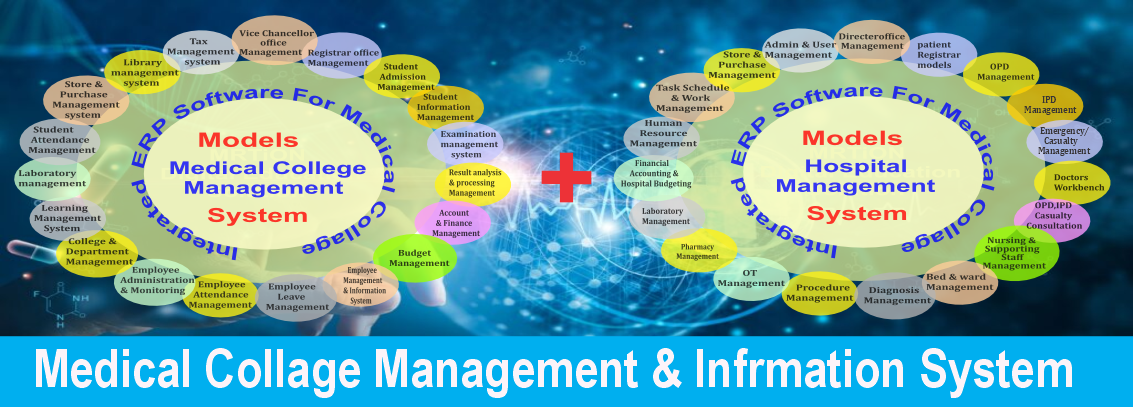 Vice Chancellor
office
Management
Registrar office
Management
Student
Admission
Management
Student
Information
Management
Examination
management
system
Result analysis
& processing
Management
Account
& Finance
Management
Budget
Management
Employee
Management
& Information
System
Employee
Leave
Management
Employee
Attendance
Management
Employee
Administration
& Monitoring
College &
Department
Management
Learning
Management
System
Laboratory
management
Student
Attendance
Management
Store &
Purchase
Management
system
Library
management
system
Tax
Management
system
Integrated ERP Software For Medical Collage
Models
Medical College
Management
System
Directeroffice
Management
patient
Registrar
models
OPD
Management
IPD
Management
Emergency/
Casualty
Management
Doctors
Workbench
OPD,IPD
Casualty
Consultation
Nursing &
Supporting
Staff
Management
Bed & ward
Management
Diagnosis
Management
Procedure
Management
OT
Management
Pharmacy
Management
Laboratory
Management
Financial
Accounting &
Hospital Budgeting
Human
Resource
Management
Task Schedule
& Work
Management
Store &
Purchase
Management
Admin & User
Management
Integrated ERP Software For Medical Collage
Models
Hospital
Management
System
F
O
NH
N
H
O
Medical Collage Management & Infrmation System